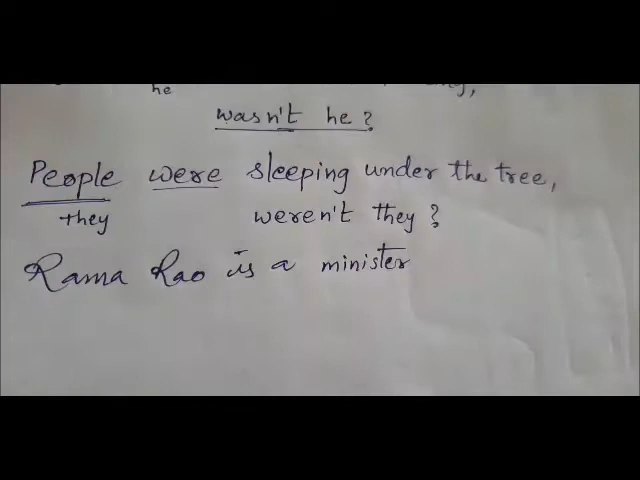 he
wasn't he?
People were sleeping under the tree,
they weren't they?
Rama Rao is a minister